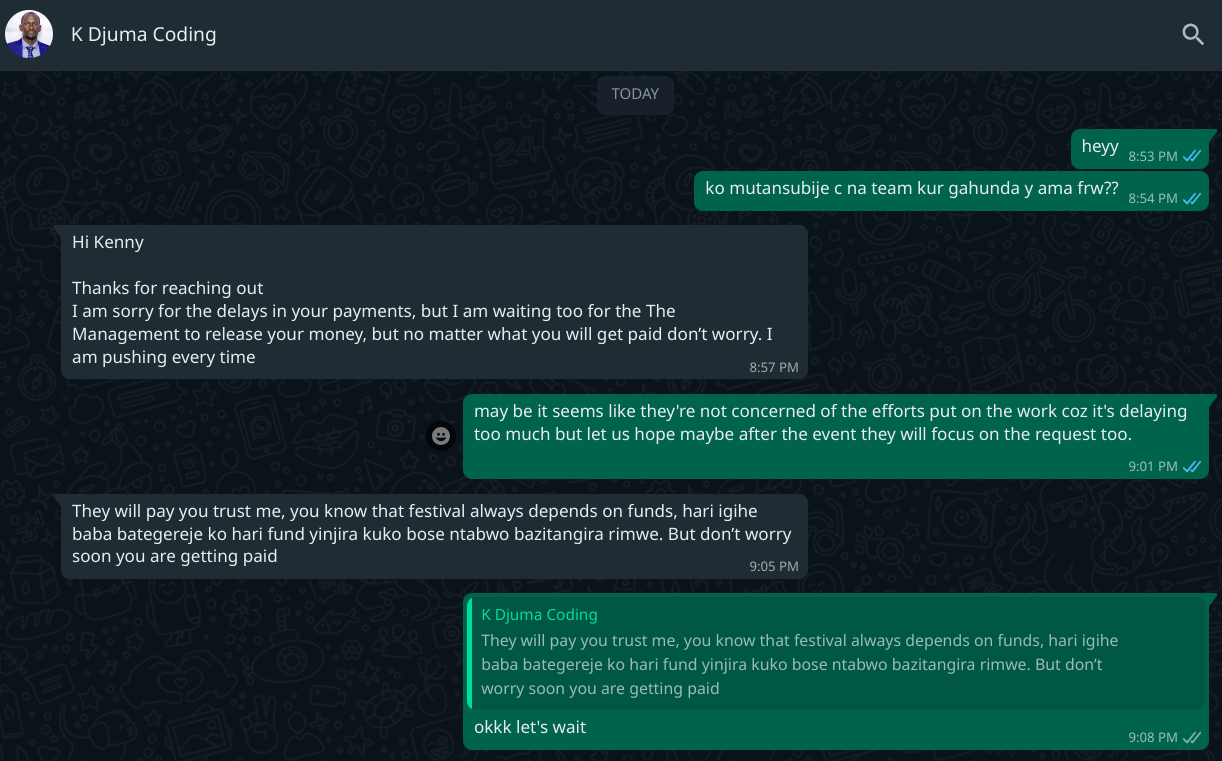 K Djuma Coding
TODAY
heyy
8:53 PM
ko mutansubije c na team kur gahunda y ama frw??
8:54 PM
Hi Kenny
Thanks for reaching out
I am sorry for the delays in your payments, but I am waiting too for the The
Management to release your money, but no matter what you will get paid don’t worry. I
am pushing every time
8:57 PM
may be it seems like they're not concerned of the efforts put on the work coz it's delaying
too much but let us hope maybe after the event they will focus on the request too.
9:01 PM
They will pay you trust me, you know that festival always depends on funds, hari igihe
baba bategereje ko hari fund yinjira kuko bose ntabwo bazitangira rimwe. But don’t worry
soon you are getting paid
9:05 PM
K Djuma Coding
They will pay you trust me, you know that festival always depends on funds, hari igihe
baba bategereje ko hari fund yinjira kuko bose ntabwo bazitangira rimwe. But don’t
worry soon you are getting paid
okkk let's wait
9:08 PM